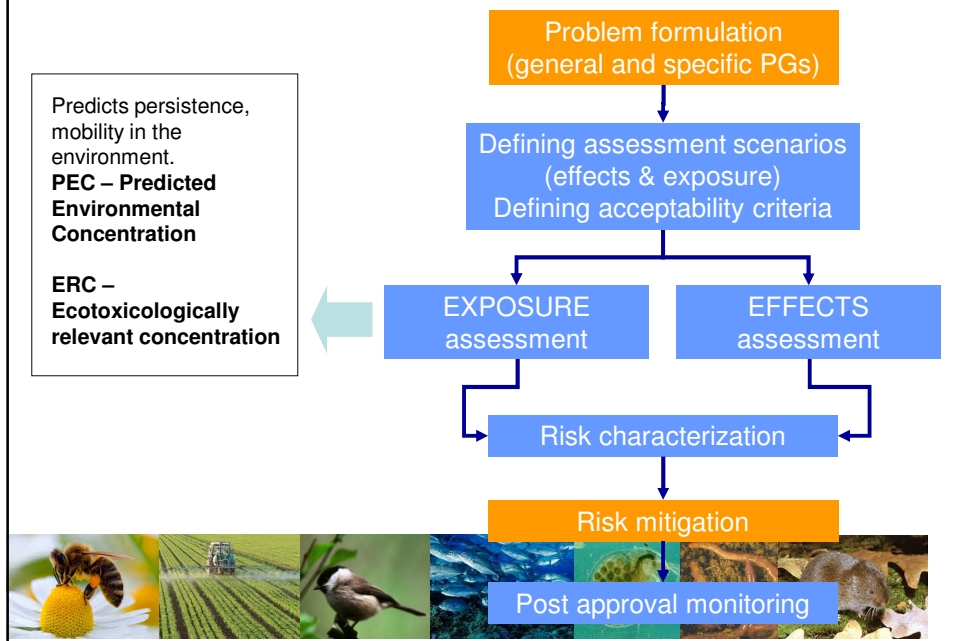 Problem formulation
(general and specific PGs)
Predicts persistence,
mobility in the
environment.
PEC – Predicted
Environmental
Concentration
ERC –
Ecotoxicologically
relevant concentration
Defining assessment scenarios
(effects & exposure)
Defining acceptability criteria
EXPOSURE
assessment
EFFECTS
assessment
Risk characterization
Risk mitigation
Post approval monitoring